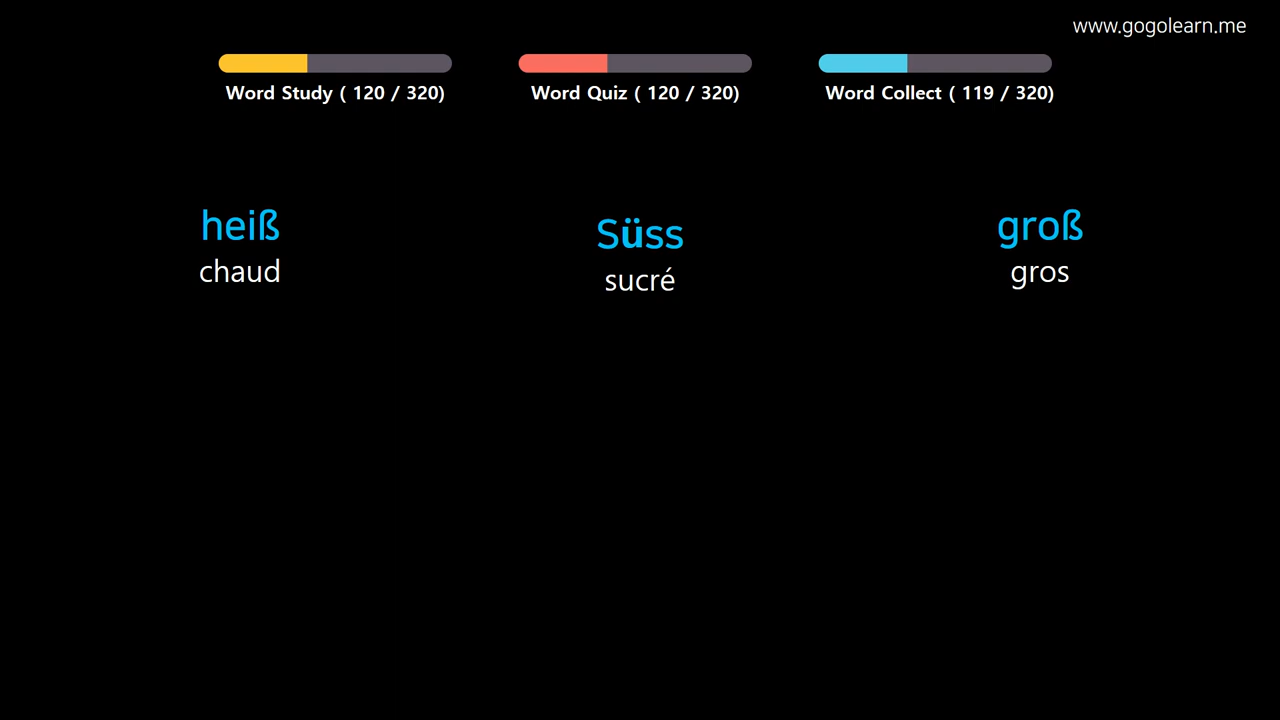 www.gogolearn.me
Word Study ( 120 / 320)
Word Quiz ( 120 / 320)
Word Collect ( 119 / 320)
heiß
chaud
Süss
sucré
groß
gros